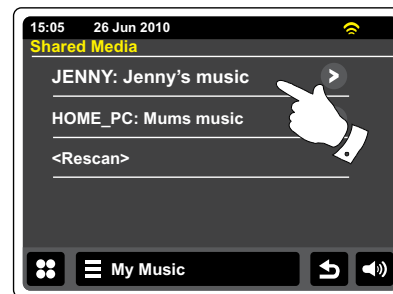 15:05 26 Jun 2010
Shared Media
JENNY: Jenny's music
HOME_PC: Mums music
<Rescan>
My Music